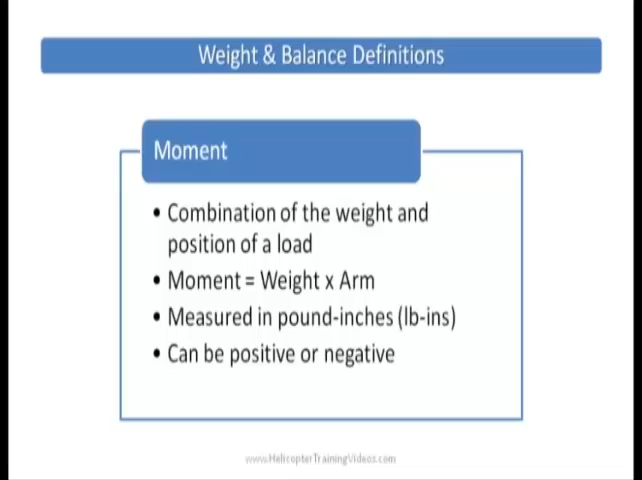 Weight & Balance Definitions
Moment
• Combination of the weight and
position of a load
• Moment = Weight x Arm
• Measured in pound-inches (lb-ins)
• Can be positive or negative
www.HelicopterTrainingVideos.com